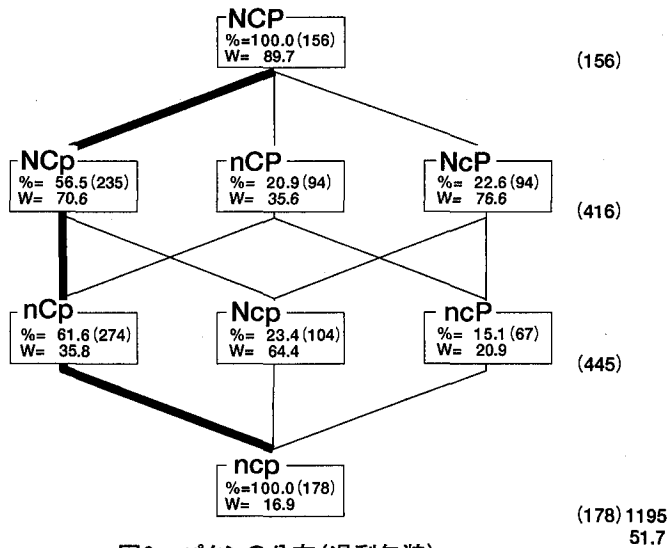 NCP
%=100.0(156)
W= 89.7
(156)
NCp
%= 56.5(235)
W= 70.6
nCP
%= 20.9(94)
W= 35.6
NcP
%= 22.6(94)
W= 76.6
(416)
nCp
%= 61.6(274)
W= 35.8
Ncp
%= 23.4(104)
W= 64.4
ncP
%= 15.1(67)
W= 20.9
(445)
ncp
%=100.0(178)
W= 16.9
(178) 1195
51.7